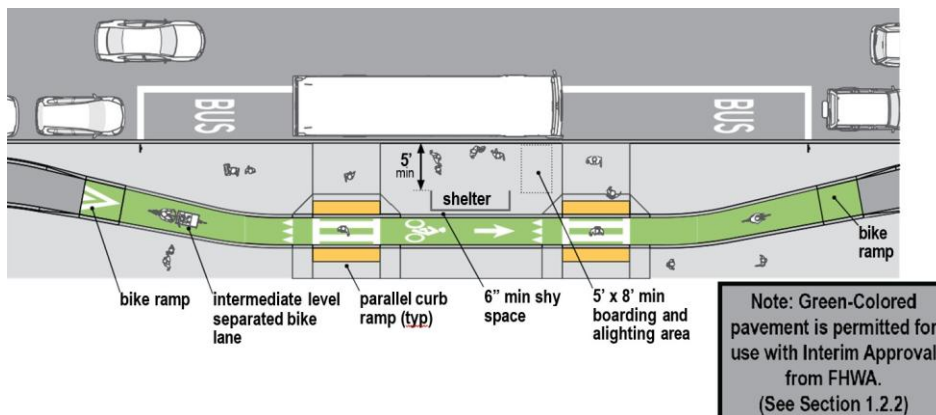 BUS
BUS
5'
min
shelter
bike
ramp
bike ramp
intermediate level
separated bike
lane
parallel curb
ramp (typ)
6” min shy
space
5’ x 8’ min
boarding and
alighting area
Note: Green-Colored
pavement is permitted for
use with Interim Approval
from FHWA.
(See Section 1.2.2)